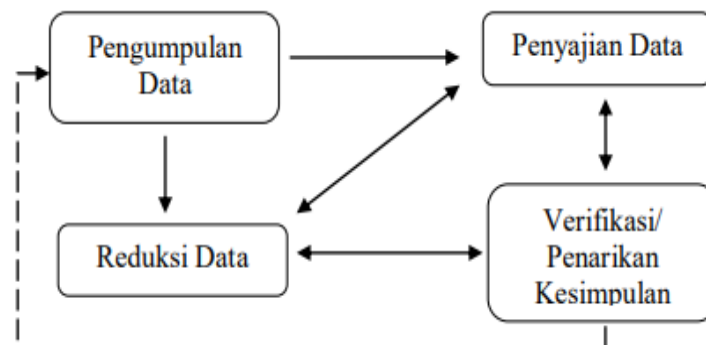 Pengumpulan
Data
Penyajian Data
Reduksi Data
Verifikasi/
Penarikan
Kesimpulan